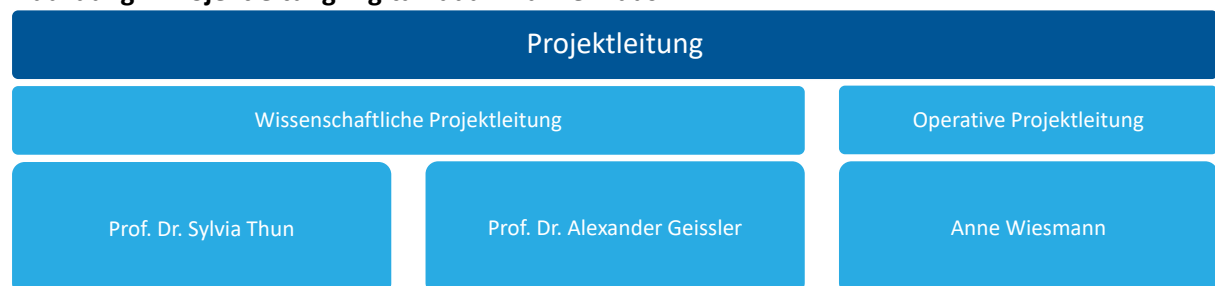 Projektleitung
Wissenschaftliche Projektleitung
Operative Projektleitung
Prof. Dr. Sylvia Thun
Prof. Dr. Alexander Geissler
Anne Wiesmann